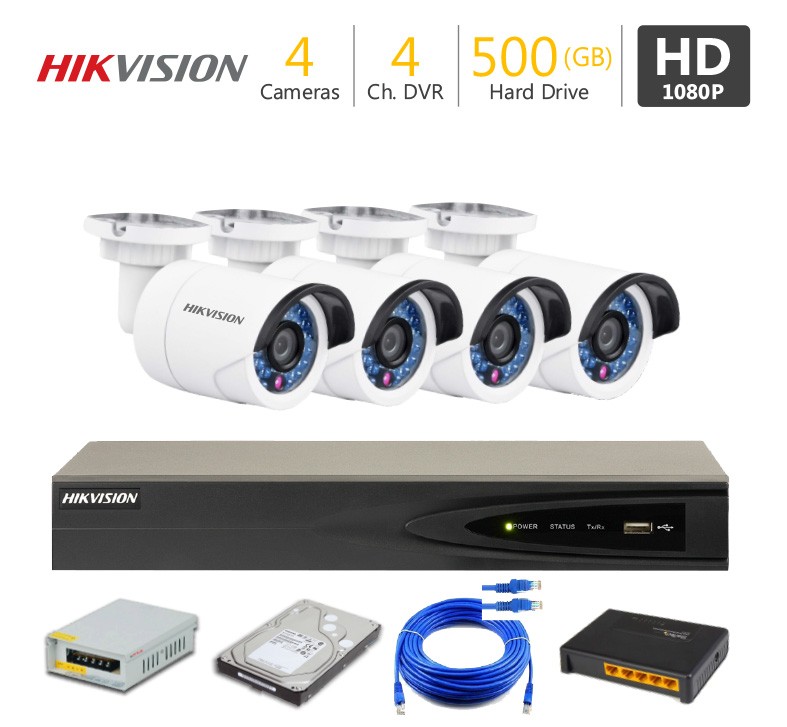 HIKVISION
4
Cameras
4
Ch. DVR
500 (GB)
Hard Drive
HD
1080P
HIKVISION
HIKVISION
POWER STATUS Tx/Rx